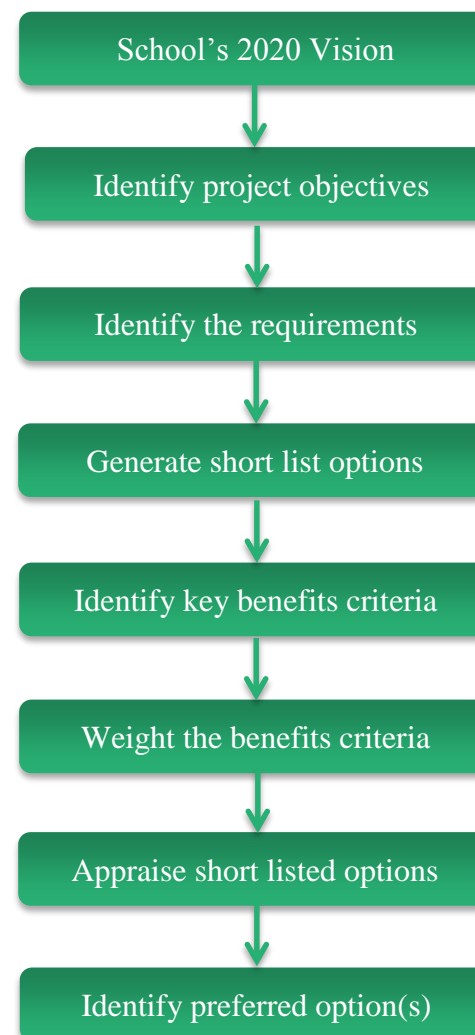 School’s 2020 Vision
Identify project objectives
Identify the requirements
Generate short list options
Identify key benefits criteria
Weight the benefits criteria
Appraise short listed options
Identify preferred option(s)